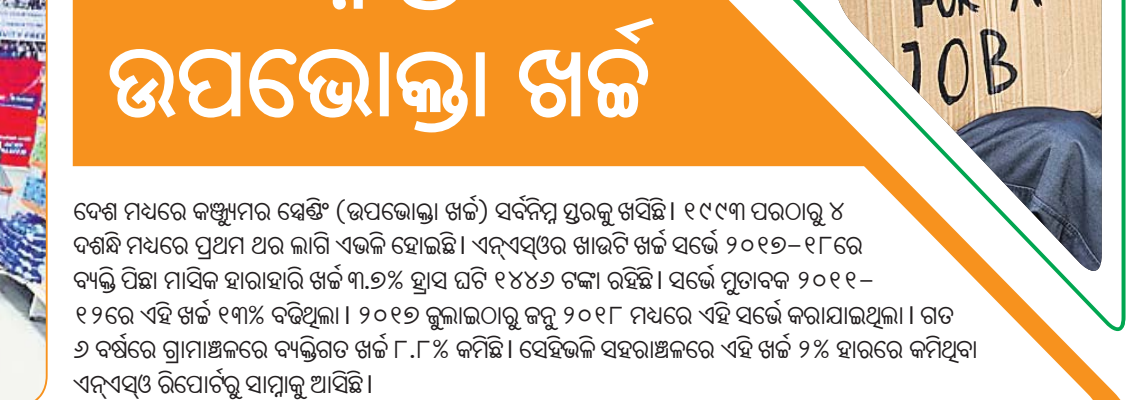 ଉପଭୋକ୍ତା ଖର୍ଚ୍ଚ
FOR A
JOB
ଦେଶ ମଧ୍ୟରେ କଞ୍ଜ୍ୟୁମର ସ୍ପେଣ୍ଡିଂ (ଉପଭୋକ୍ତା ଖର୍ଚ୍ଚ) ସର୍ବନିମ୍ନ ସ୍ତରକୁ ଖସିଛି। ୧୯୯୩ ପରଠାରୁ ୪
ଦଶନ୍ଧି ମଧ୍ୟରେ ପ୍ରଥମ ଥର ଲାଗି ଏଭଳି ହୋଇଛି। ଏନ୍‌ଏସ୍‌ଓର ଖାଉଟି ଖର୍ଚ୍ଚ ସର୍ଭେ ୨୦୧୭–୧୮ରେ
ବ୍ୟକ୍ତି ପିଛା ମାସିକ ହାରାହାରି ଖର୍ଚ୍ଚ ୩.୭% ହ୍ରାସ ଘଟି ୧୪୪୬ ଟଙ୍କା ରହିଛି। ସର୍ଭେ ମୁତାବକ ୨୦୧୧–
୧୨ରେ ଏହି ଖର୍ଚ୍ଚ ୧୩% ବଢିଥିଲା। ୨୦୧୭ ଜୁଲାଇଠାରୁ ଜୁନ୍ ୨୦୧୮ ମଧ୍ୟରେ ଏହି ସର୍ଭେ କରାଯାଇଥିଲା। ଗତ
୬ ବର୍ଷରେ ଗ୍ରାମାଞ୍ଚଳରେ ବ୍ୟକ୍ତିଗତ ଖର୍ଚ୍ଚ ୮.୮% କମିଛି। ସେହିଭଳି ସହରାଞ୍ଚଳରେ ଏହି ଖର୍ଚ୍ଚ ୨% ହାରରେ କମିଥିବା
ଏନ୍‌ଏସ୍‌ଓ ରିପୋର୍ଟରୁ ସାମ୍ନାକୁ ଆସିଛି।